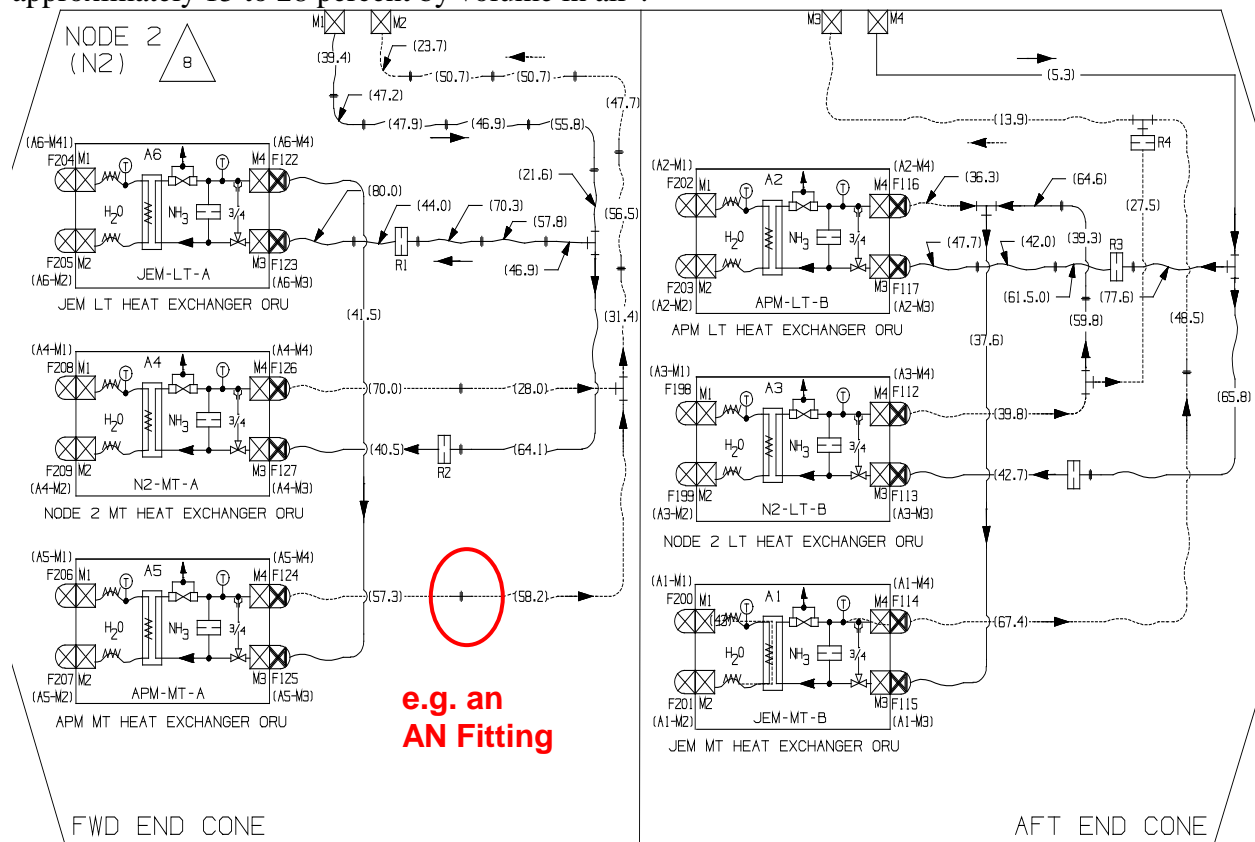 NODE 2
(N2)
8
M1
M2
(39.4)
(23.7)
(50.7)
(50.7)
(47.7)
(47.2)
(47.9)
(46.9)
(55.8)
(21.6)
(56.5)
(A6-M41)
(A6-M4)
F204
M1
A6
T
T
M4
F122
H2O
NH3
3/4
F205
M2
M3
F123
(A6-M2)
JEM-LT-A
(A6-M3)
JEM LT HEAT EXCHANGER ORU
(80.0)
(44.0)
R1
(70.3)
(57.8)
(46.9)
(41.5)
(31.4)
(A4-M1)
(A4-M4)
F208
M1
A4
T
T
M4
F126
H2O
NH3
3/4
F209
M2
M3
F127
(A4-M2)
N2-MT-A
(A4-M3)
NODE 2 MT HEAT EXCHANGER ORU
(70.0)
(28.0)
(40.5)
R2
(64.1)
(A5-M1)
(A5-M4)
F206
M1
A5
T
T
M4
F124
H2O
NH3
3/4
F207
M2
M3
F125
(A5-M2)
APM-MT-A
(A5-M3)
APM MT HEAT EXCHANGER ORU
(57.3)
(58.2)
e.g. an
AN Fitting
FWD END CONE
M3
M4
(5.3)
(13.9)
R4
(27.5)
(A2-M1)
(A2-M4)
F202
M1
A2
T
T
M4
F116
H2O
NH3
3/4
F203
M2
M3
F117
(A2-M2)
APM-LT-B
(A2-M3)
APM LT HEAT EXCHANGER ORU
(36.3)
(64.6)
(39.3)
(47.7)
(42.0)
R3
(61.5.0)
(77.6)
(59.8)
(48.5)
(37.6)
(65.8)
(A3-M1)
(A3-M4)
F198
M1
A3
T
T
M4
F112
H2O
NH3
3/4
F199
M2
M3
F113
(A3-M2)
N2-LT-B
(A3-M3)
NODE 2 LT HEAT EXCHANGER ORU
(39.8)
(42.7)
(A1-M1)
(A1-M4)
F200
M1
A1
T
T
M4
F114
H2O
NH3
3/4
F201
M2
M3
F115
(A1-M2)
JEM-MT-B
(A1-M3)
JEM MT HEAT EXCHANGER ORU
(67.4)
AFT END CONE